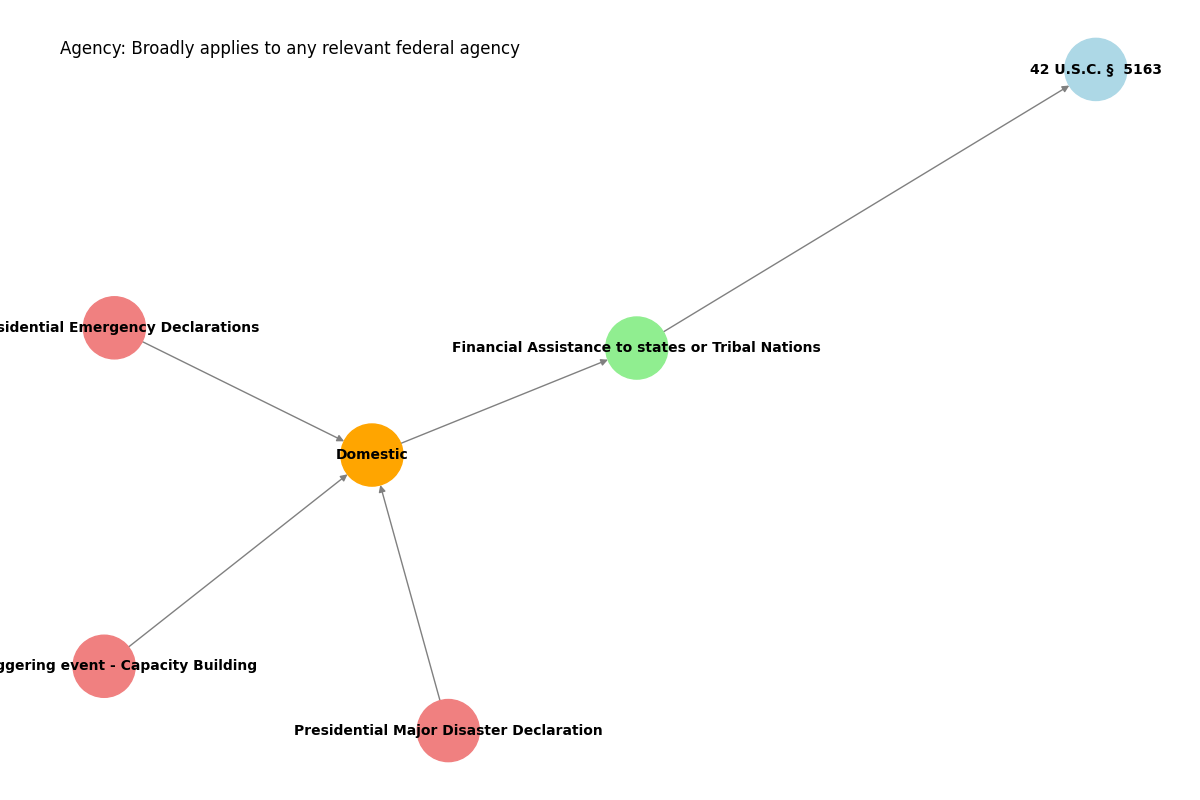 Agency: Broadly applies to any relevant federal agency
42 U.S.C. §  5163
sidential Emergency Declarations
Financial Assistance to states or Tribal Nations
Domestic
ggering event - Capacity Building
Presidential Major Disaster Declaration